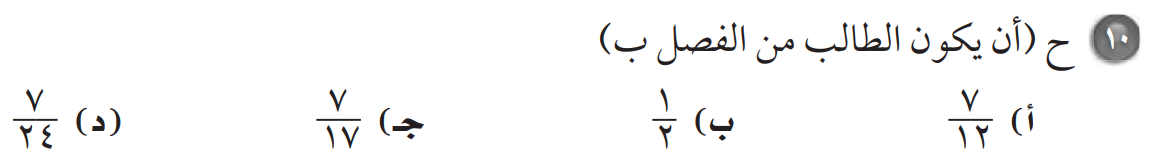 ١٠ ح (أن يكون الطالب من الفصل ب)
أ) ٧/١٢ ب) ١/٢ جـ) ٧/١٧ د) ٧/٢٤